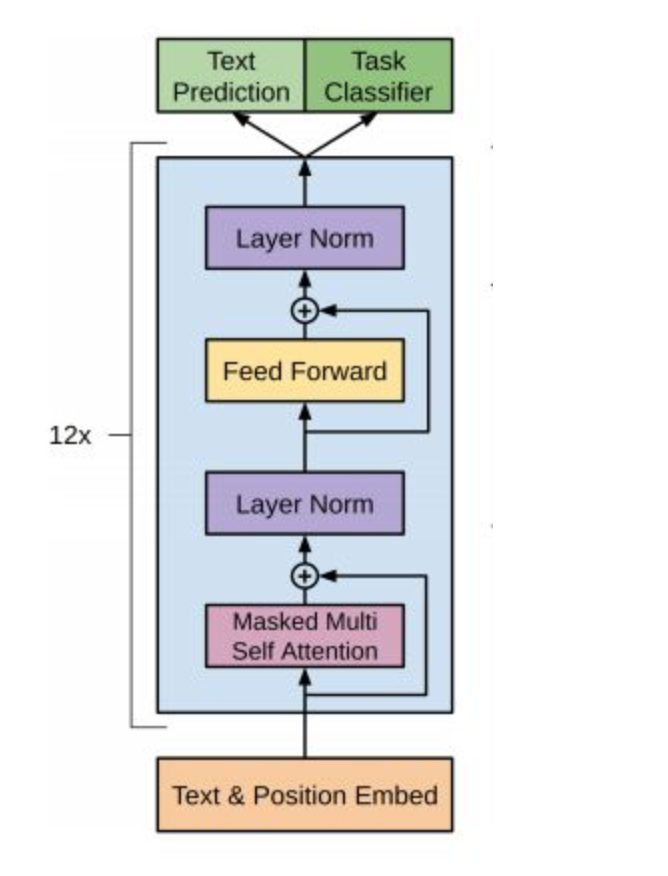 Text
Prediction
Task
Classifier
Layer Norm
+
Feed Forward
12x
Layer Norm
+
Masked Multi
Self Attention
Text & Position Embed